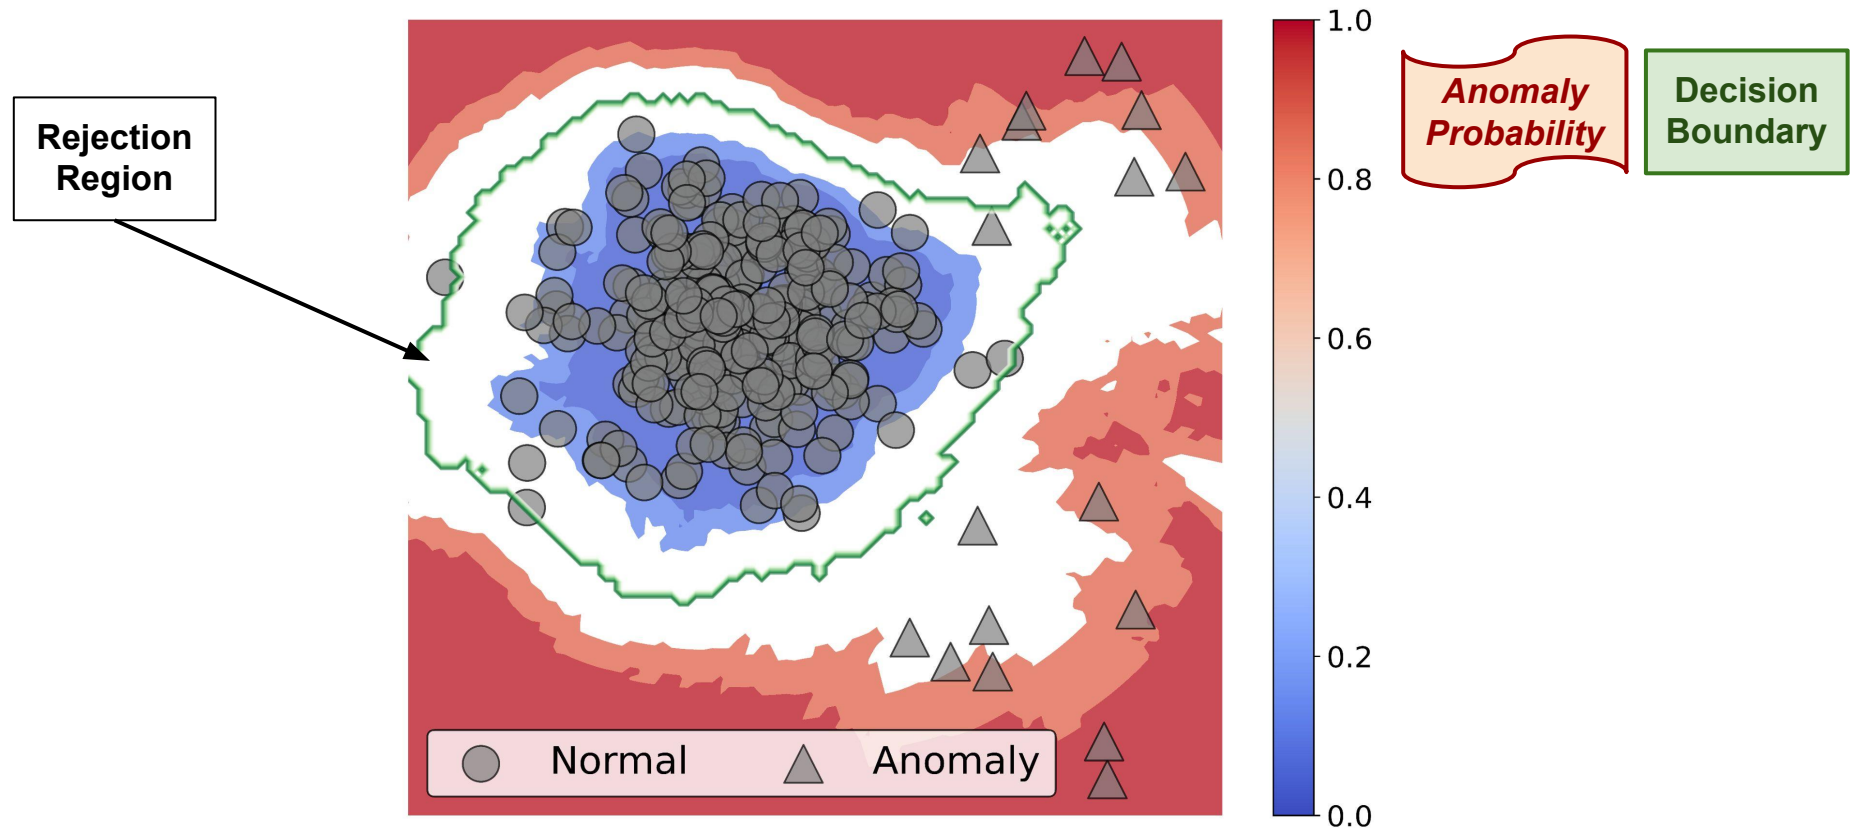 Rejection
Region
1.0
0.8
0.6
0.4
0.2
0.0
Anomaly
Probability
Decision
Boundary
Normal
Anomaly